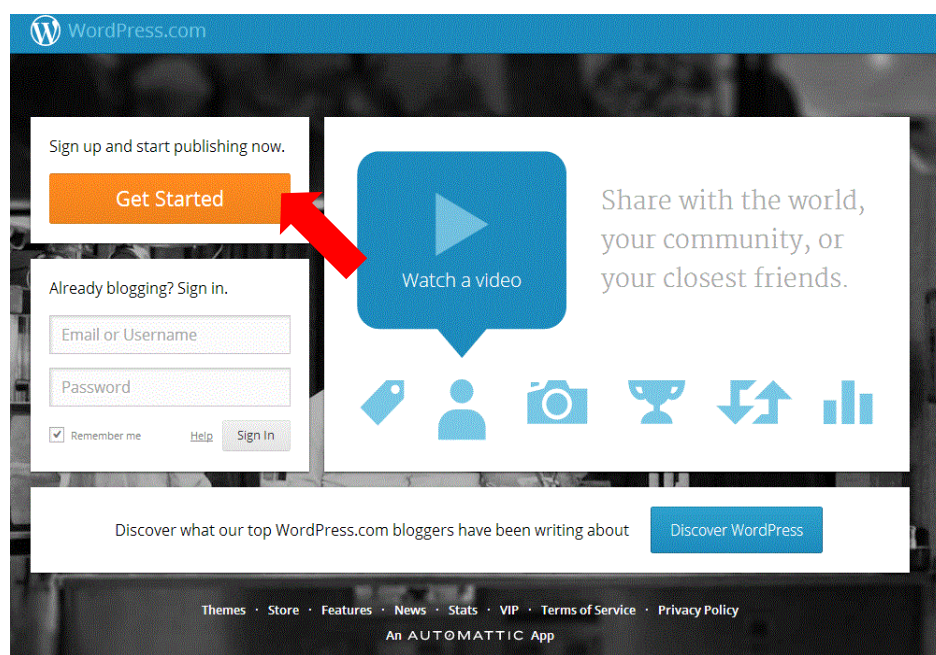 WordPress.com
Sign up and start publishing now.
Get Started
Already blogging? Sign in.
Email or Username
Password
Remember me
Help
Sign In
Watch a video
Share with the world,
your community, or
your closest friends.
Discover what our top WordPress.com bloggers have been writing about
Discover WordPress
Themes · Store · Features · News · Stats · VIP · Terms of Service · Privacy Policy
An AUTOMATTIC App